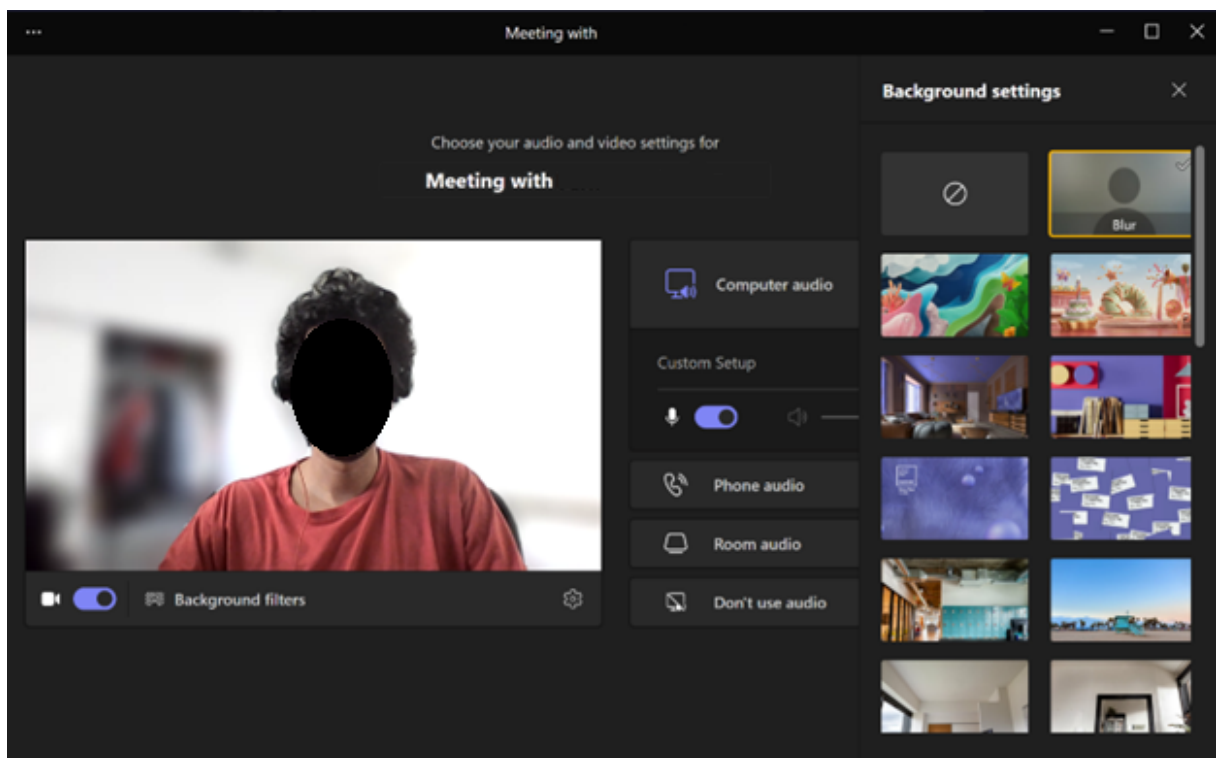 Meeting with
Background settings
Choose your audio and video settings for
Meeting with
Blur
Computer audio
Custom Setup
Phone audio
Room audio
Don't use audio
Background filters